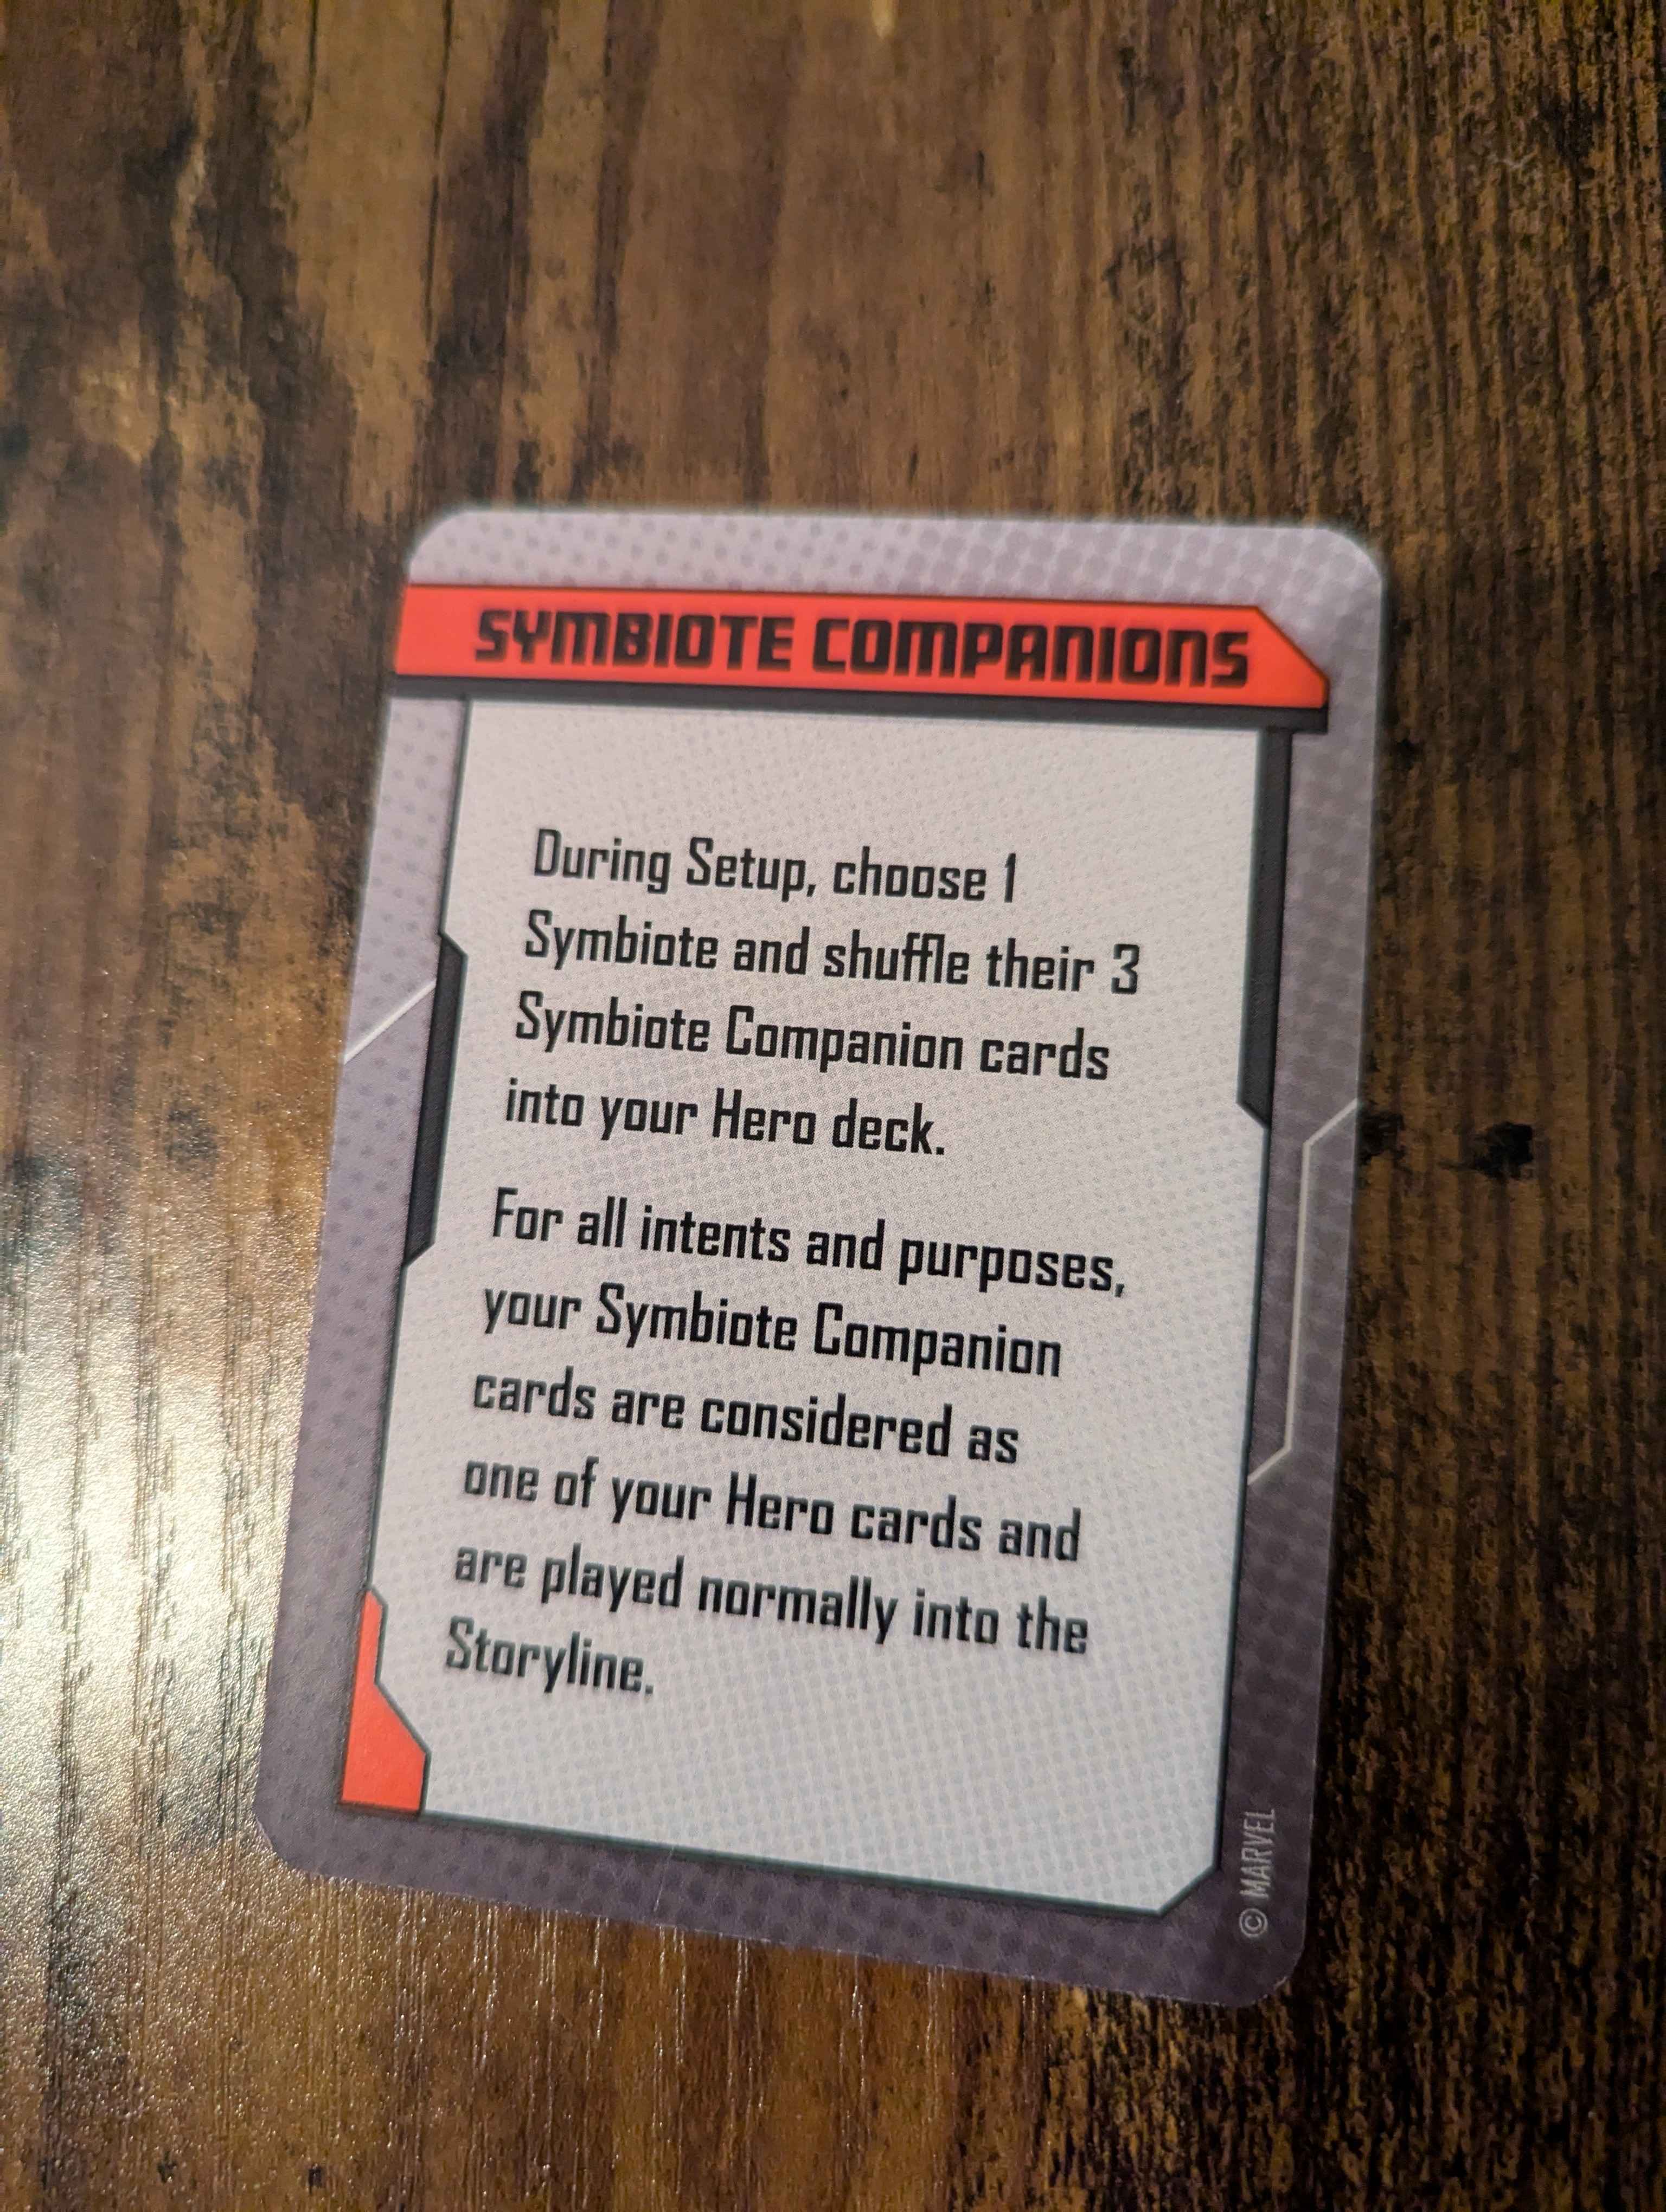 SYMBIOTE COMPANIONS
During Setup, choose 1
Symbiote and shuffle their 3
Symbiote Companion cards
into your Hero deck.
For all intents and purposes,
your Symbiote Companion
cards are considered as
one of your Hero cards and
are played normally into the
Storyline.
© MARVEL